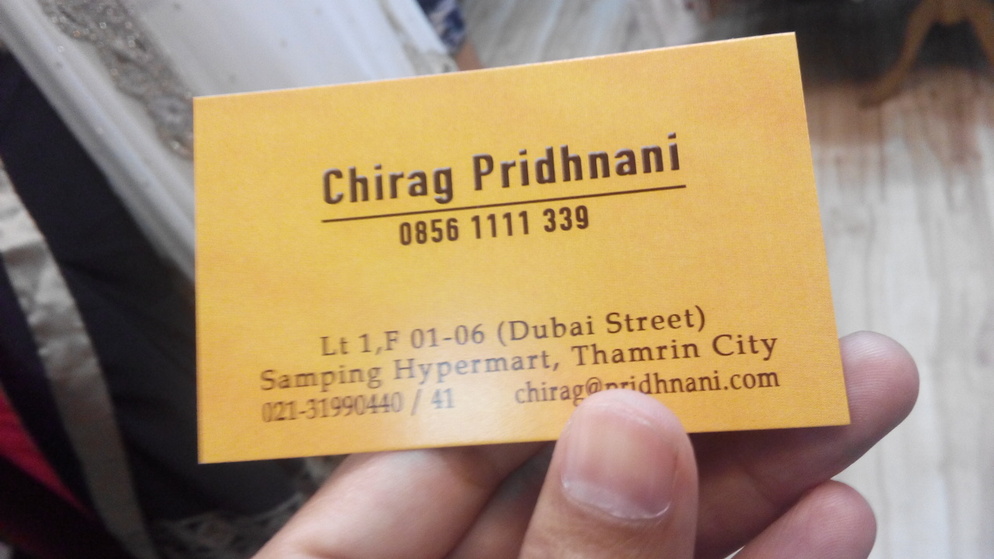 Chirag Pridhnani
0856 1111 339
Lt 1,F 01-06 (Dubai Street)
Samping Hypermart, Thamrin City
021-31990440 / 41 chirag@pridhnani.com